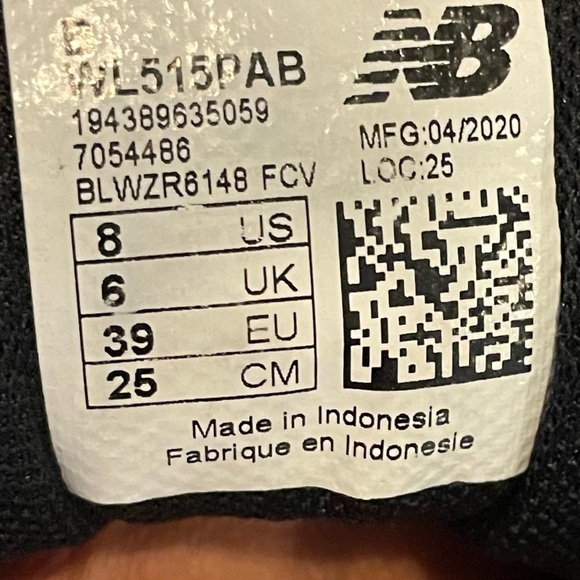 WL515PAB
NB
194389635059
7054486
BLWZR6148 FCV
MFG:04/2020
LOC:25
8 US
6 UK
39 EU
25 CM
Made in Indonesia
Fabrique en Indonesie